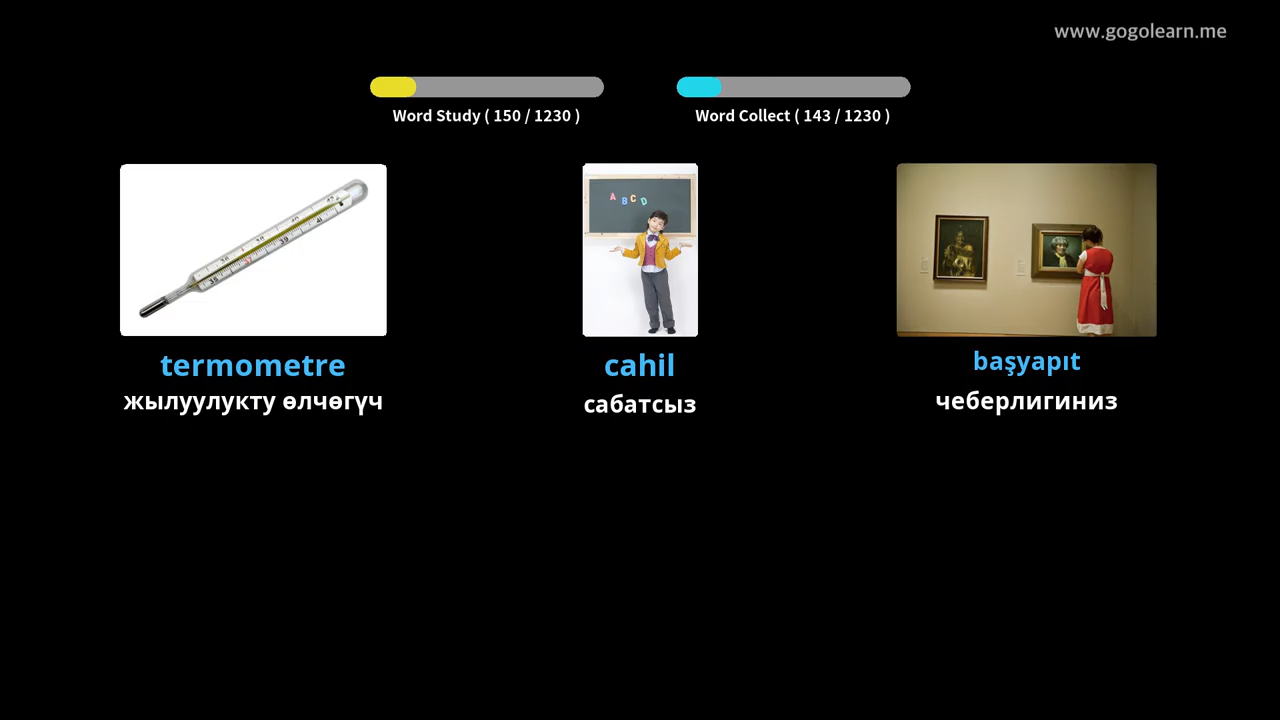 www.gogolearn.me
Word Study ( 150 / 1230 )
Word Collect ( 143 / 1230 )
A B C D
termometre
cahil
başyapıt
жылуулукту өлчөгүч
сабатсыз
чеберлигиниз